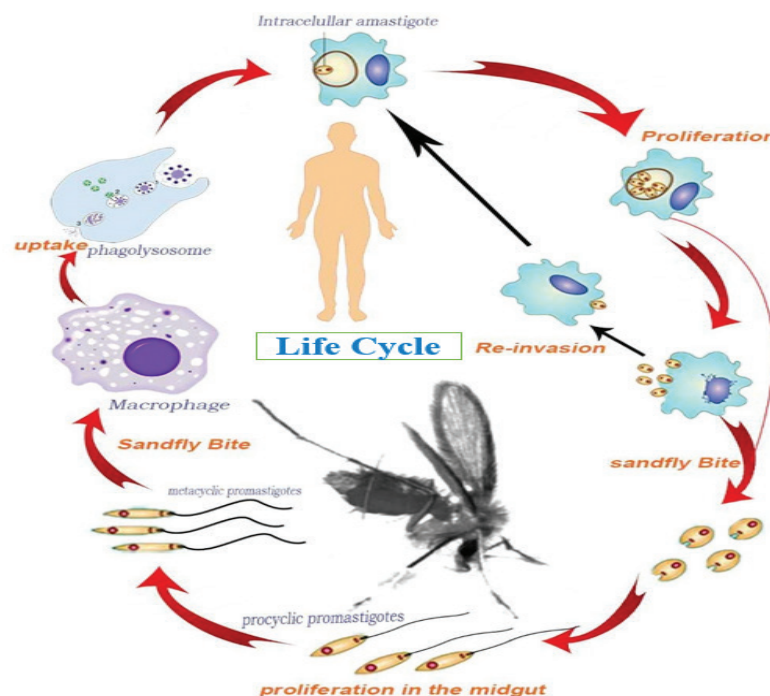 Intracelullar amastigote
Proliferation
uptake
phagolysosome
Life Cycle
Re-invasion
Macrophage
Sandfly Bite
sandfly Bite
metacyclic promastigotes
procyclic promastigotes
proliferation in the midgut